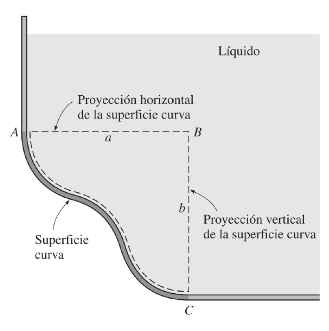 Líquido
Proyección horizontal
de la superficie curva
A
B
a
b
Proyección vertical
de la superficie curva
Superficie
curva
C